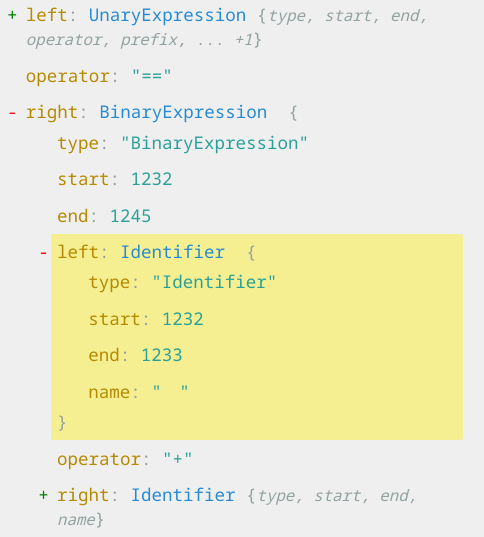 + left: UnaryExpression {type, start, end,
operator, prefix, ... +1}
operator: "=="
- right: BinaryExpression {
type: "BinaryExpression"
start: 1232
end: 1245
- left: Identifier {
type: "Identifier"
start: 1232
end: 1233
name: "ㅤ"
}
operator: "+"
+ right: Identifier {type, start, end,
name}